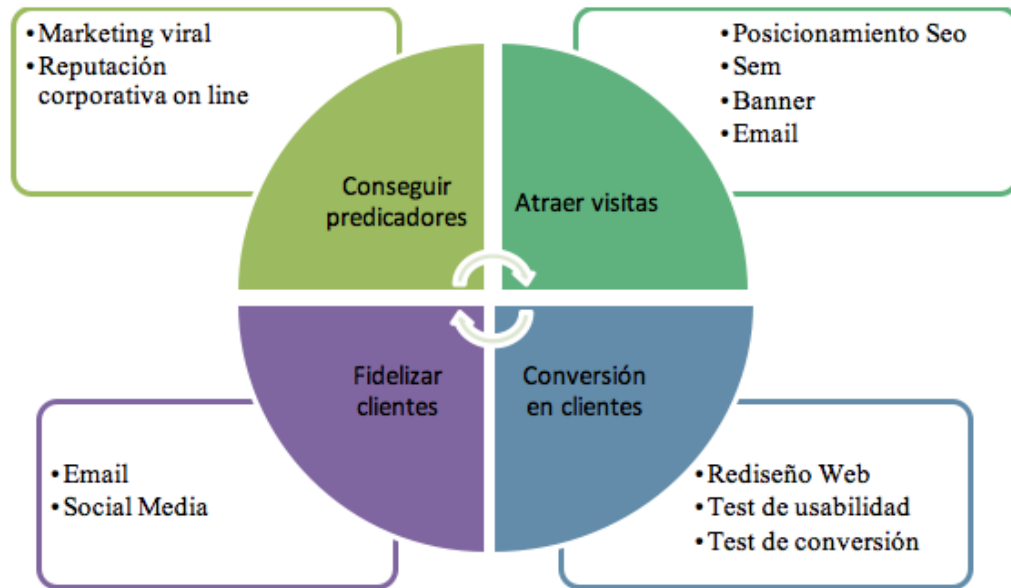 • Marketing viral
• Reputación
corporativa on line
• Posicionamiento Seo
• Sem
• Banner
• Email
Conseguir
predicadores
Atraer visitas
Fidelizar
clientes
Conversión
en clientes
• Email
• Social Media
• Rediseño Web
• Test de usabilidad
• Test de conversión